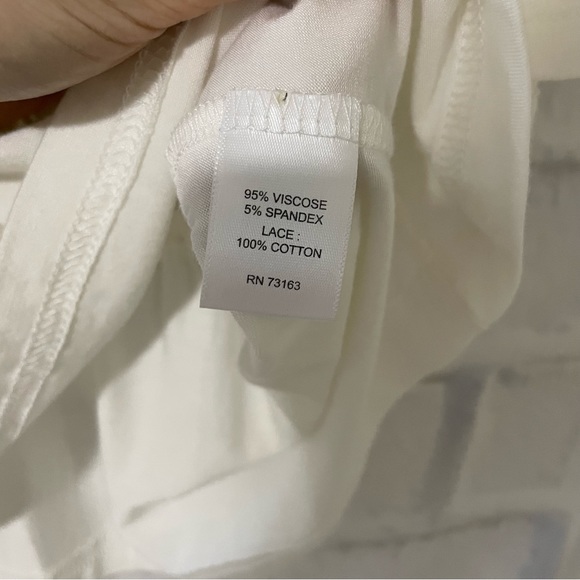 95% VISCOSE
5% SPANDEX
LACE :
100% COTTON
RN 73163